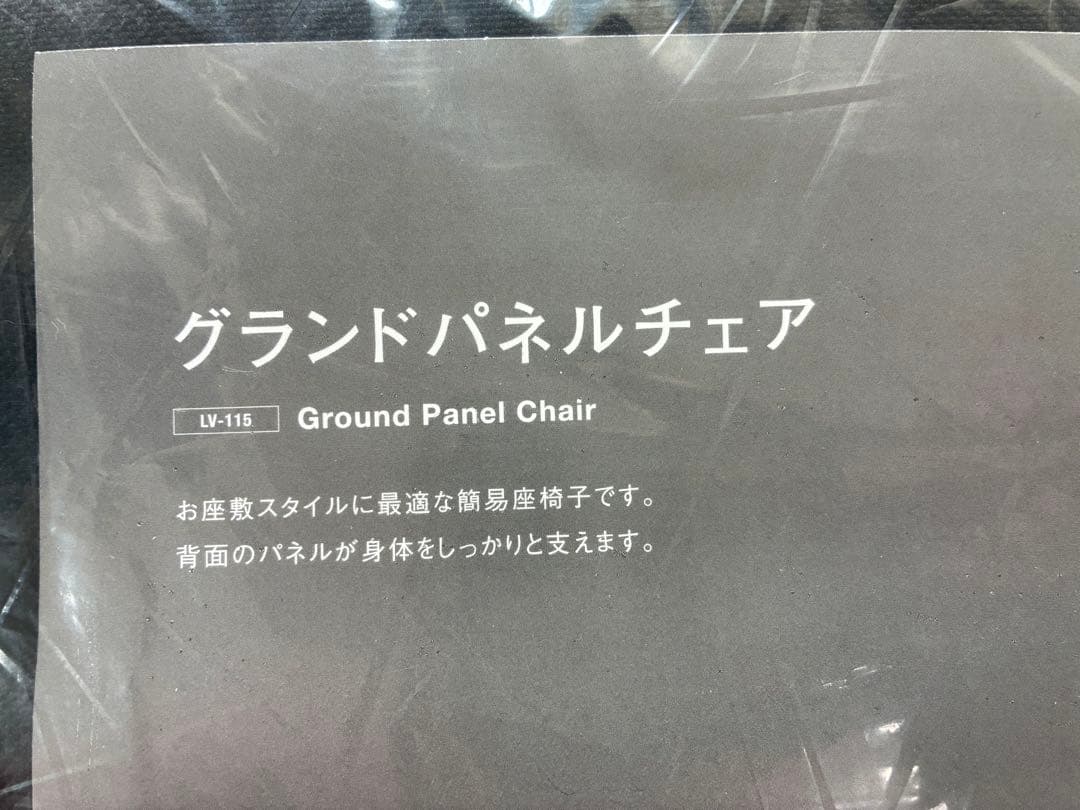 グランドパネルチェア
LV-115 Ground Panel Chair
お座敷スタイルに最適な簡易座椅子です。
背面のパネルが身体をしっかりと支えます。